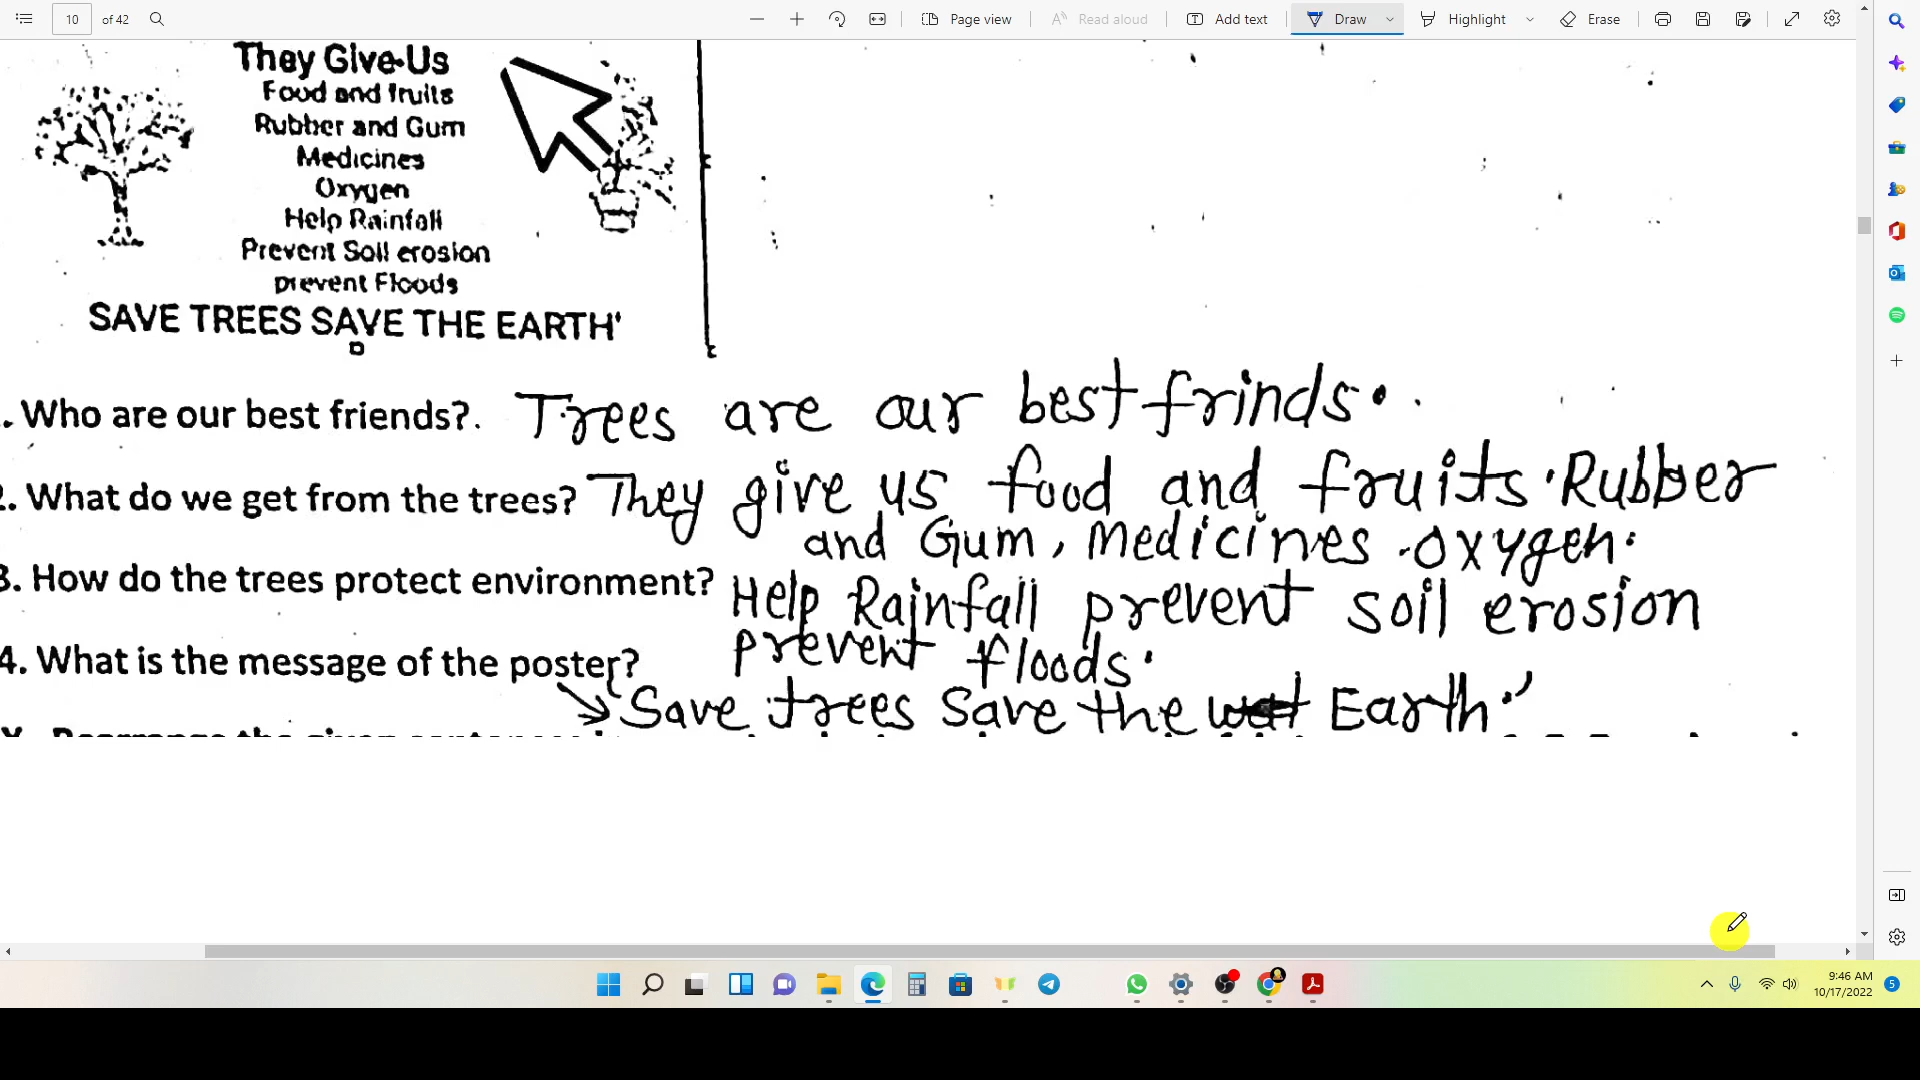 10 of 42 Page view Read aloud Add text Draw Highlight Erase
They Give Us
Food and fruits
Rubber and Gum
Medicines
Oxygen
Help Rainfall
Prevent Soil erosion
prevent Floods
SAVE TREES SAVE THE EARTH'
. Who are our best friends?. Trees are our best frinds.
2. What do we get from the trees? They give us food and fruits. Rubber
and Gum, Medicines. oxygen.
3. How do the trees protect environment? Help Rainfall prevent soil erosion
prevent floods.
4. What is the message of the poster?
Save trees Save the Earth.'
9:46 AM
10/17/2022 5